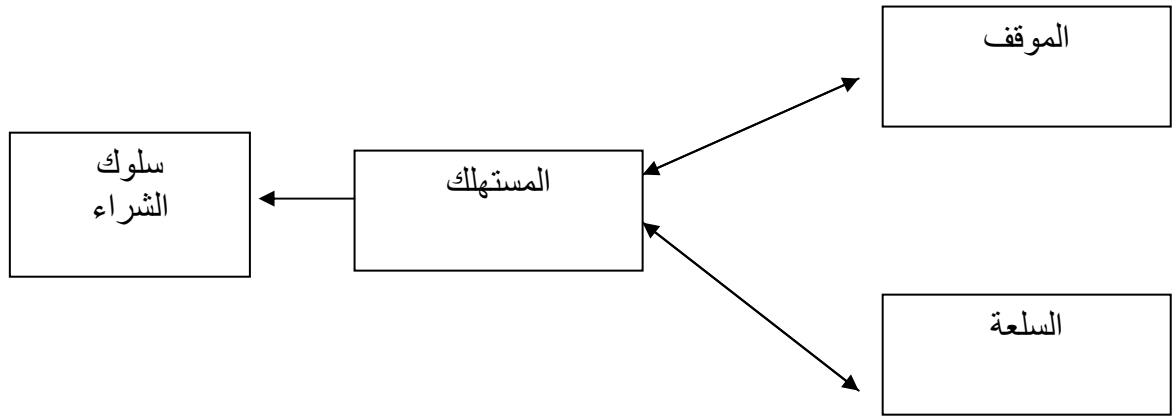 الموقف
سلوك
الشراء
المستهلك
السلعة